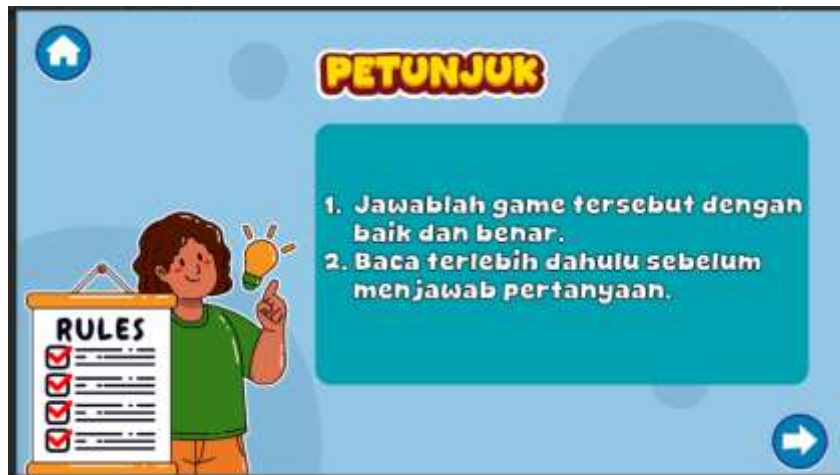 PETUNJUK
1. Jawablah game tersebut dengan
baik dan benar.
2. Baca terlebih dahulu sebelum
menjawab pertanyaan.
RULES